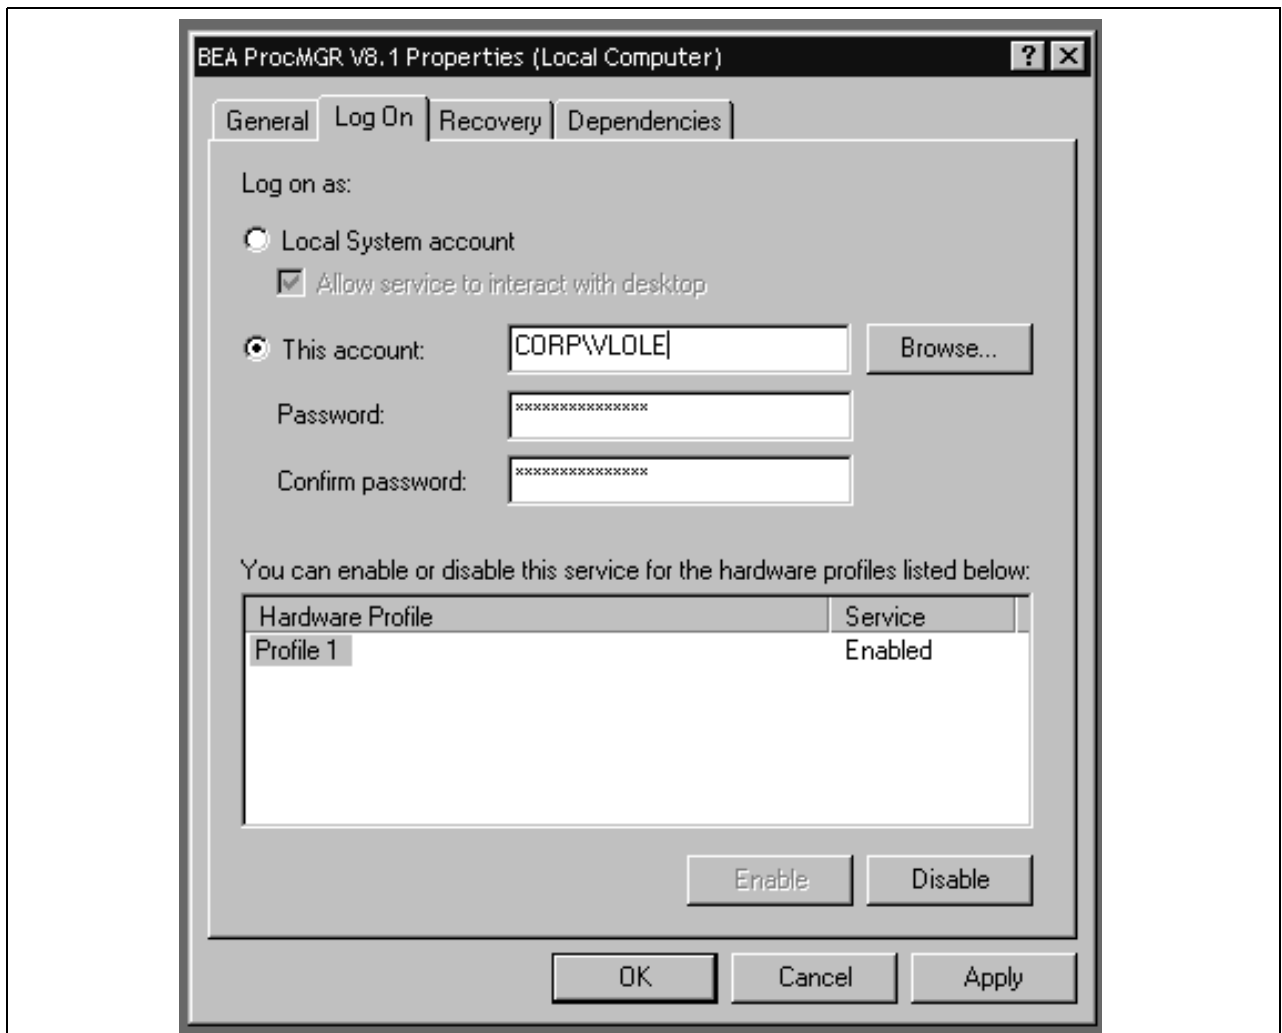 BEA ProcMGR V8.1 Properties (Local Computer)
General Log On Recovery Dependencies
Log on as:
Local System account
Allow service to interact with desktop
This account: CORP\VLOLE Browse...
Password: ***************
Confirm password: ***************
You can enable or disable this service for the hardware profiles listed below:
Hardware Profile Service
Profile 1 Enabled
Enable Disable
OK Cancel Apply